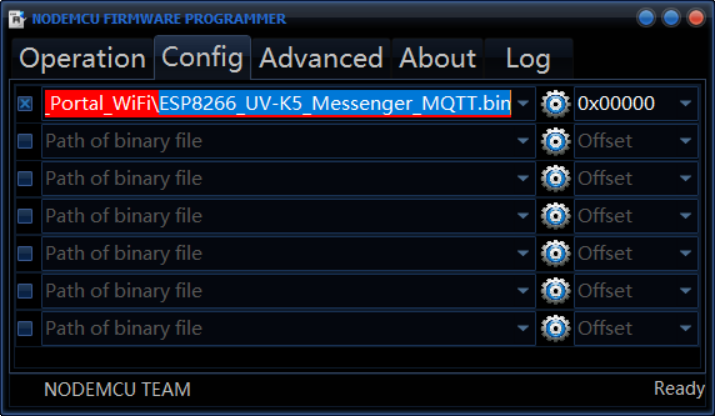 NODEMCU FIRMWARE PROGRAMMER
Operation Config Advanced About Log
_Portal_WiFi\ESP8266_UV-K5_Messenger_MQTT.bin 0x00000
Path of binary file Offset
Path of binary file Offset
Path of binary file Offset
Path of binary file Offset
Path of binary file Offset
Path of binary file Offset
NODEMCU TEAM Ready